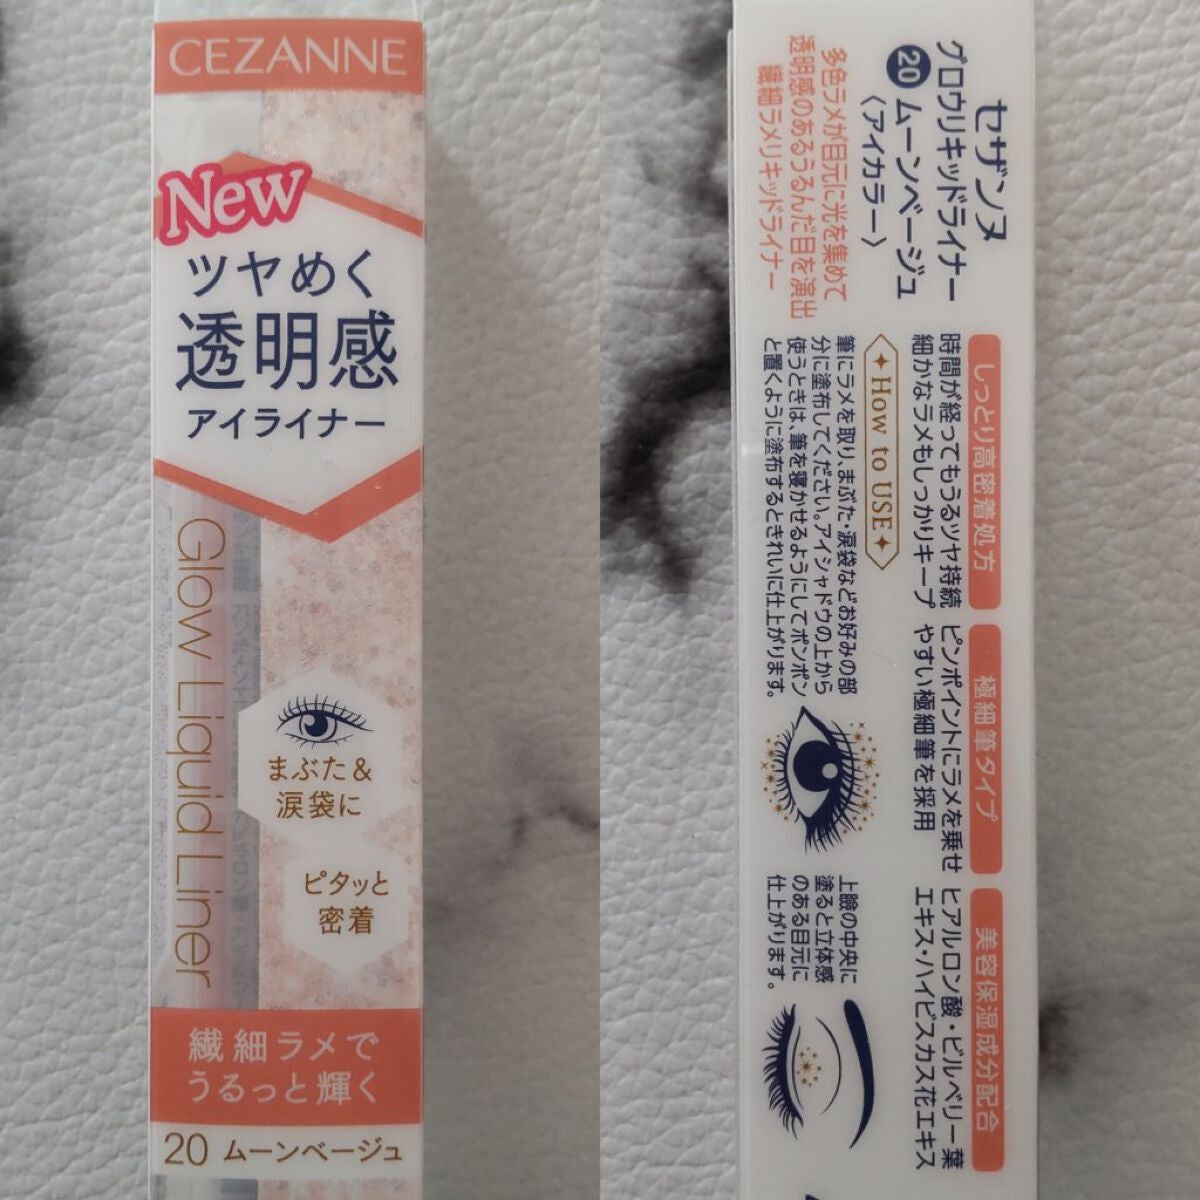 CEZANNE
New
ツヤめく
透明感
アイライナー
Glow Liquid Liner
まぶた&
涙袋に
ピタッと
密着
繊細ラメで
うるっと輝く
20 ムーンベージュ
セザンヌ
グロウリキッドライナー
20 ムーンベージュ
〈アイカラー〉
多色ラメが目元に光を集めて
透明感のあるうるんだ目を演出
繊細ラメリキッドライナー
しっとり高密着処方
時間が経ってもうるツヤ持続
細かなラメもしっかりキープ
極細筆タイプ
ピンポイントにラメを乗せ
やすい極細筆を採用
美容保湿成分配合
ヒアルロン酸・ビルベリー葉
エキス・ハイビスカス花エキス
How to USE
筆にラメを取り、まぶた・涙袋などお好みの部
分に塗布してください。アイシャドウの上から
使うときは、筆を寝かせるようにしてポンポン
と置くように塗布するときれいに仕上がります。
上瞼の中央に
塗ると立体感
のある目元に
仕上がります。